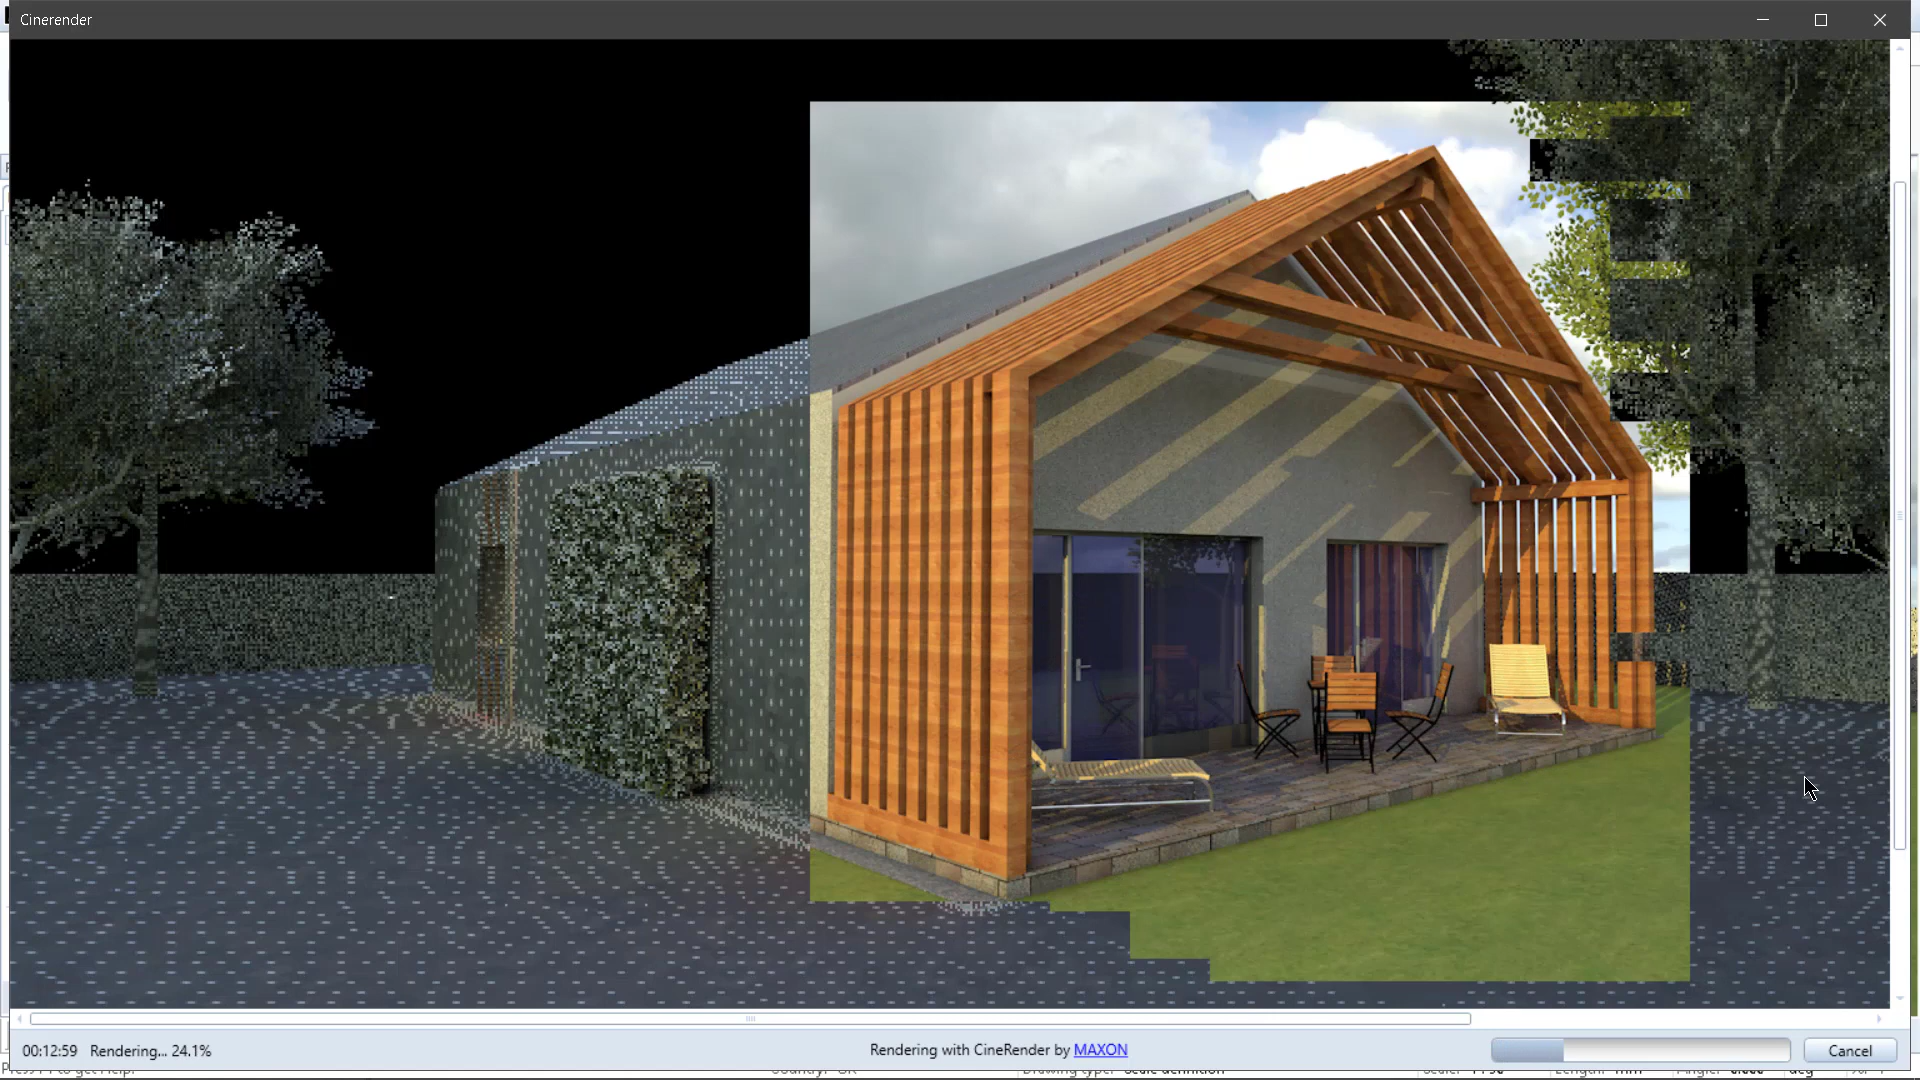 Cinerender
00:12:59 Rendering... 24.1%
Rendering with CineRender by MAXON
Cancel